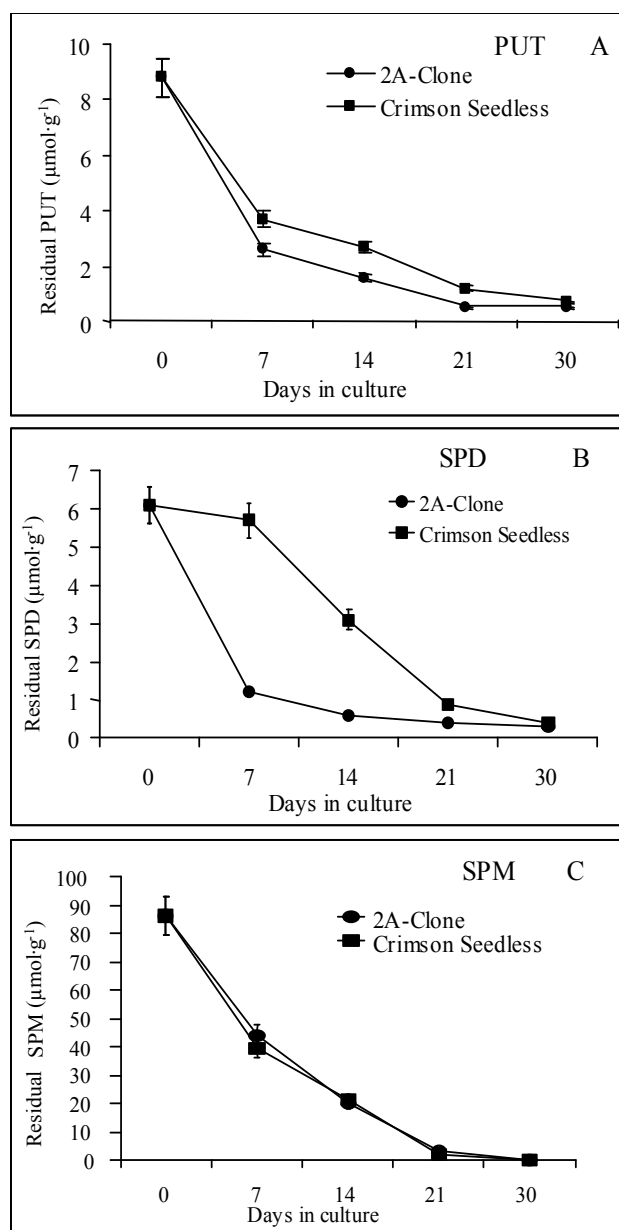 PUT A
2A-Clone
Crimson Seedless
Residual PUT (µmol·g⁻¹)
10
8
6
4
2
0
0 7 14 21 30
Days in culture
SPD B
2A-Clone
Crimson Seedless
Residual SPD (µmol·g⁻¹)
7
6
5
4
3
2
1
0
0 7 14 21 30
Days in culture
SPM C
2A-Clone
Crimson Seedless
Residual SPM (µmol·g⁻¹)
100
90
80
70
60
50
40
30
20
10
0
0 7 14 21 30
Days in culture